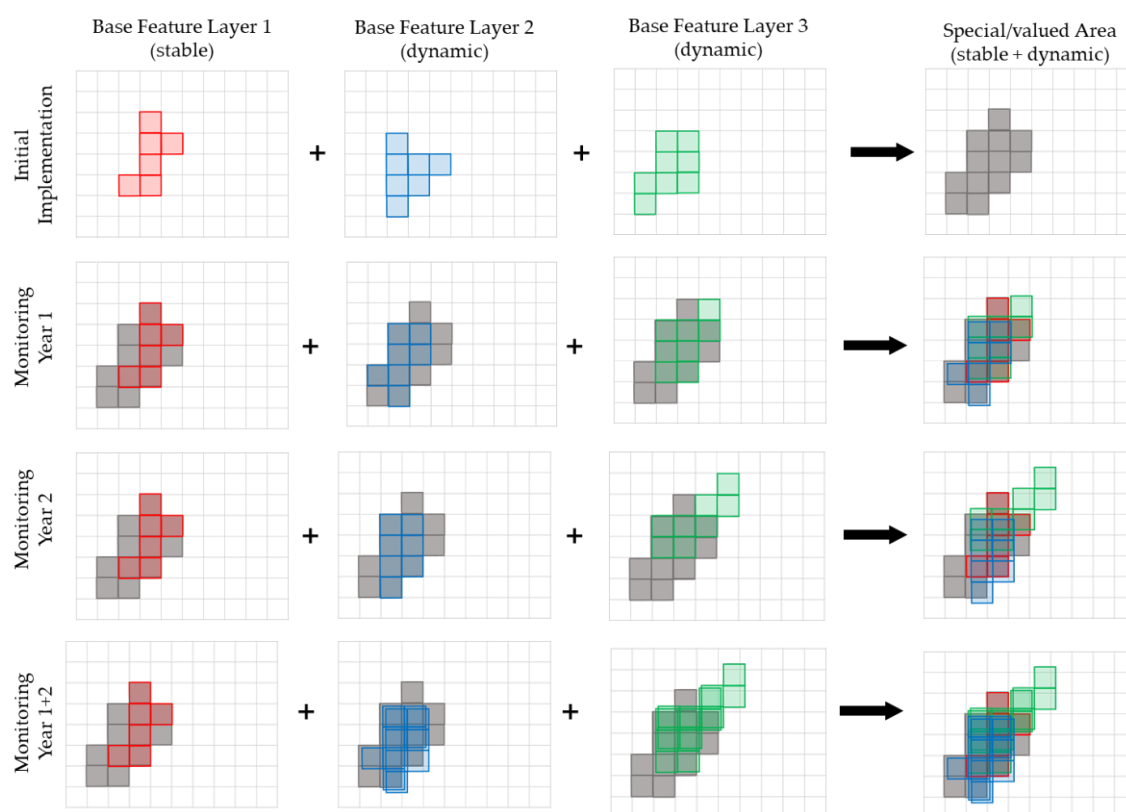 Base Feature Layer 1
(stable)
Base Feature Layer 2
(dynamic)
Base Feature Layer 3
(dynamic)
Special/valued Area
(stable + dynamic)
Initial
Implementation
+
+
Monitoring
Year 1
+
+
Monitoring
Year 2
+
+
Monitoring
Year 1+2
+
+